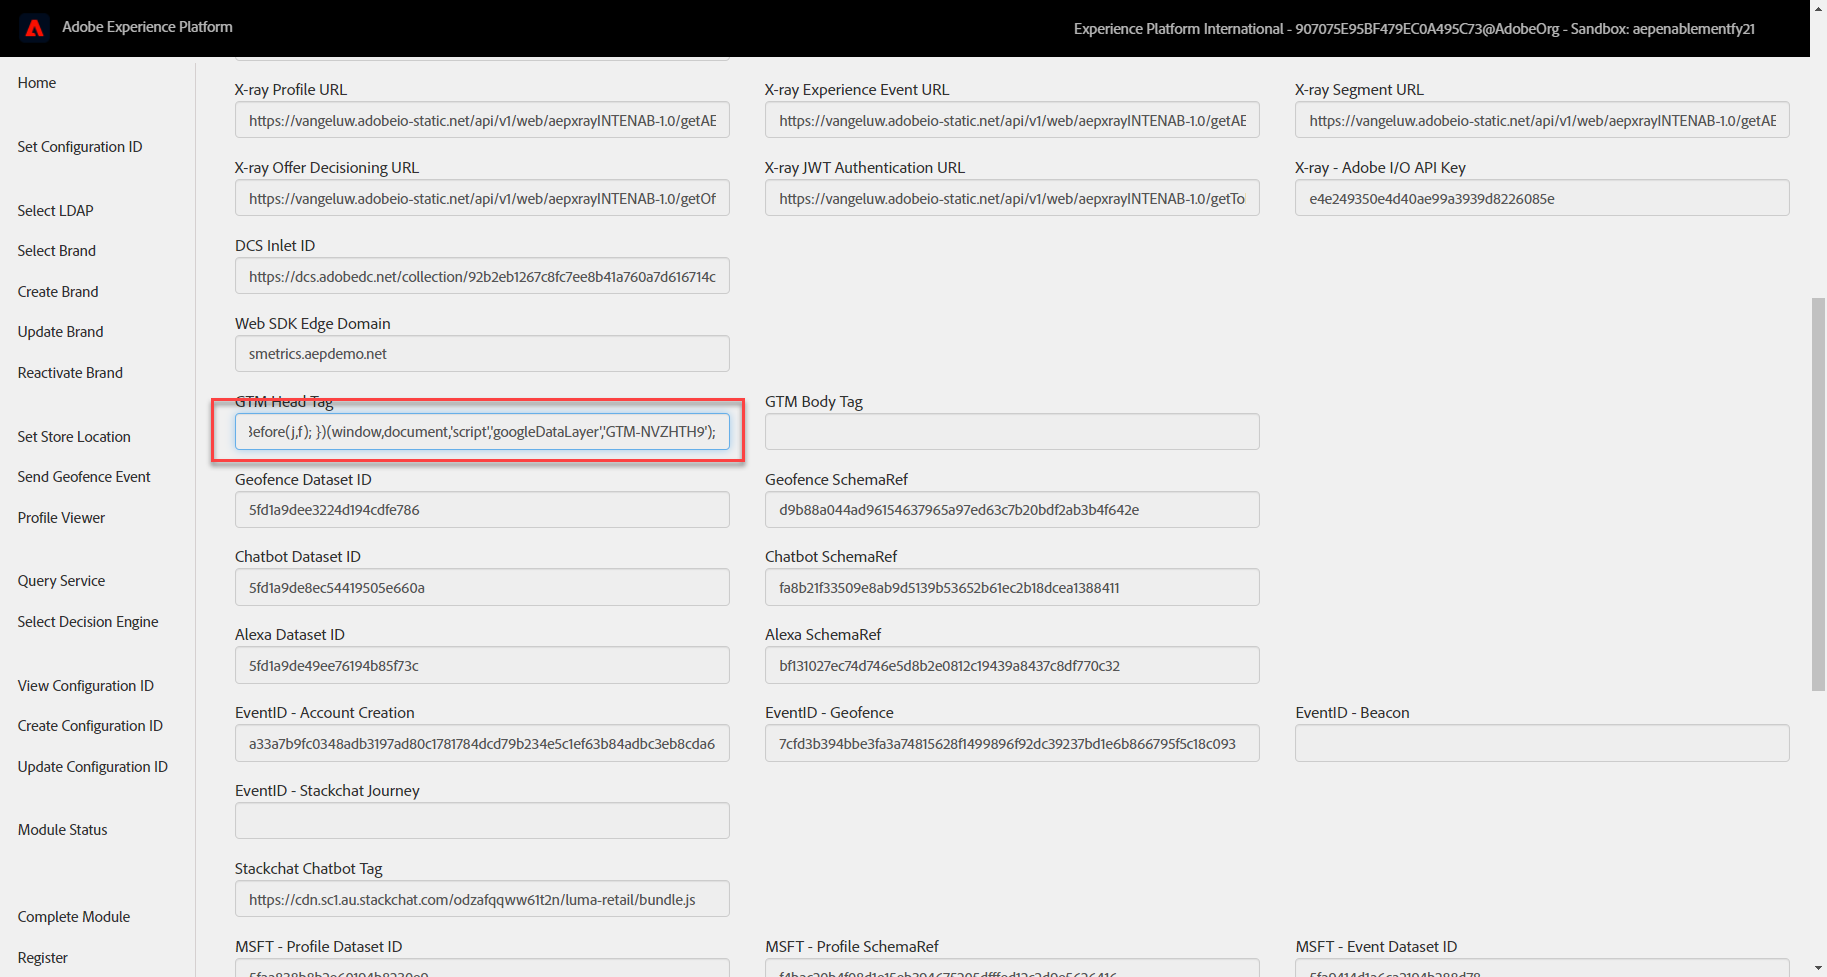 Adobe Experience Platform
Experience Platform International - 907075E95BF479EC0A495C73@AdobeOrg - Sandbox: aepenablementfy21
Home
Set Configuration ID
Select LDAP
Select Brand
Create Brand
Update Brand
Reactivate Brand
Set Store Location
Send Geofence Event
Profile Viewer
Query Service
Select Decision Engine
View Configuration ID
Create Configuration ID
Update Configuration ID
Module Status
Complete Module
Register
X-ray Profile URL
https://vangeluw.adobeio-static.net/api/v1/web/aepxrayINTENAB-1.0/getAE
X-ray Experience Event URL
https://vangeluw.adobeio-static.net/api/v1/web/aepxrayINTENAB-1.0/getAE
X-ray Segment URL
https://vangeluw.adobeio-static.net/api/v1/web/aepxrayINTENAB-1.0/getAE
X-ray Offer Decisioning URL
https://vangeluw.adobeio-static.net/api/v1/web/aepxrayINTENAB-1.0/getOf
X-ray JWT Authentication URL
https://vangeluw.adobeio-static.net/api/v1/web/aepxrayINTENAB-1.0/getTo
X-ray - Adobe I/O API Key
e4e249350e4d40ae99a3939d8226085e
DCS Inlet ID
https://dcs.adobedc.net/collection/92b2eb1267c8fc7ee8b41a760a7d616714c
Web SDK Edge Domain
smetrics.aepdemo.net
GTM Head Tag
Before(j,f); })(window,document,'script','googleDataLayer','GTM-NVZHTH9');
GTM Body Tag
Geofence Dataset ID
5fd1a9dee3224d194cdfe786
Geofence SchemaRef
d9b88a044ad96154637965a97ed63c7b20bdf2ab3b4f642e
Chatbot Dataset ID
5fd1a9de8ec54419505e660a
Chatbot SchemaRef
fa8b21f33509e8ab9d5139b53652b61ec2b18dcea1388411
Alexa Dataset ID
5fd1a9de49ee76194b85f73c
Alexa SchemaRef
bf131027ec74d746e5d8b2e0812c19439a8437c8df770c32
EventID - Account Creation
a33a7b9fc0348adb3197ad80c1781784dcd79b234e5c1ef63b84adbc3eb8cda6
EventID - Geofence
7cfd3b394bbe3fa3a74815628f1499896f92dc39237bd1e6b866795f5c18c093
EventID - Beacon
EventID - Stackchat Journey
Stackchat Chatbot Tag
https://cdn.sc1.au.stackchat.com/odzafqqww61t2n/luma-retail/bundle.js
MSFT - Profile Dataset ID
MSFT - Profile SchemaRef
MSFT - Event Dataset ID